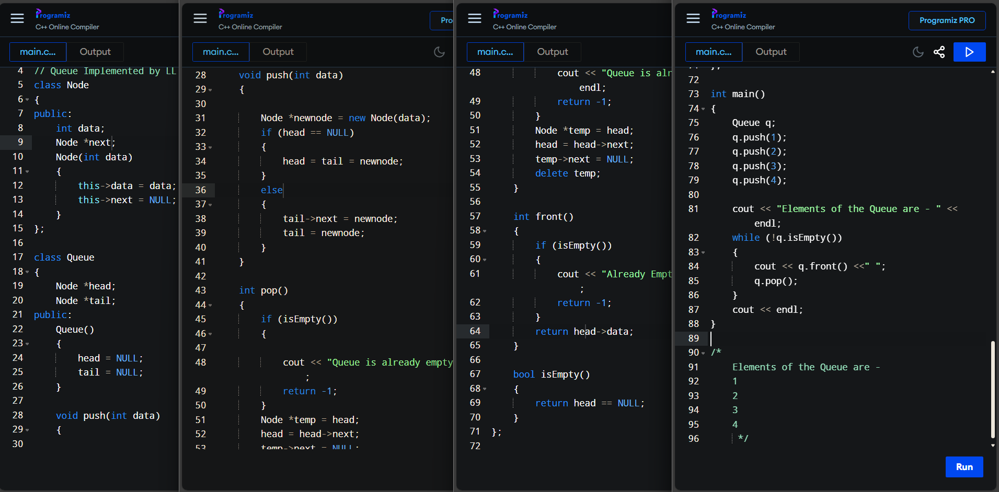 Programiz
C++ Online Compiler
main.c...
Output
4 // Queue Implemented by LL
5 class Node
6 {
7 public:
8 int data;
9 Node *next;
10 Node(int data)
11 {
12 this->data = data;
13 this->next = NULL;
14 }
15 };
16
17 class Queue
18 {
19 Node *head;
20 Node *tail;
21 public:
22 Queue()
23 {
24 head = NULL;
25 tail = NULL;
26 }
27
28 void push(int data)
29 {
30
Programiz
C++ Online Compiler
Pro
main.c...
Output
28 void push(int data)
29 {
30
31 Node *newnode = new Node(data);
32 if (head == NULL)
33 {
34 head = tail = newnode;
35 }
36 else
37 {
38 tail->next = newnode;
39 tail = newnode;
40 }
41 }
42
43 int pop()
44 {
45 if (isEmpty())
46 {
47
48 cout << "Queue is already empty
;
49 return -1;
50 }
51 Node *temp = head;
52 head = head->next;
53 temp->next = NULL;
Programiz
C++ Online Compiler
main.c...
Output
48 cout << "Queue is alr
endl;
49 return -1;
50 }
51 Node *temp = head;
52 head = head->next;
53 temp->next = NULL;
54 delete temp;
55 }
56
57 int front()
58 {
59 if (isEmpty())
60 {
61 cout << "Already Empt
;
62 return -1;
63 }
64 return head->data;
65 }
66
67 bool isEmpty()
68 {
69 return head == NULL;
70 }
71 };
72
Programiz
C++ Online Compiler
Programiz PRO
main.c...
Output
71 };
72
73 int main()
74 {
75 Queue q;
76 q.push(1);
77 q.push(2);
78 q.push(3);
79 q.push(4);
80
81 cout << "Elements of the Queue are - " <<
endl;
82 while (!q.isEmpty())
83 {
84 cout << q.front() <<" ";
85 q.pop();
86 }
87 cout << endl;
88 }
89
90 /*
91 Elements of the Queue are -
92 1
93 2
94 3
95 4
96 */
Run